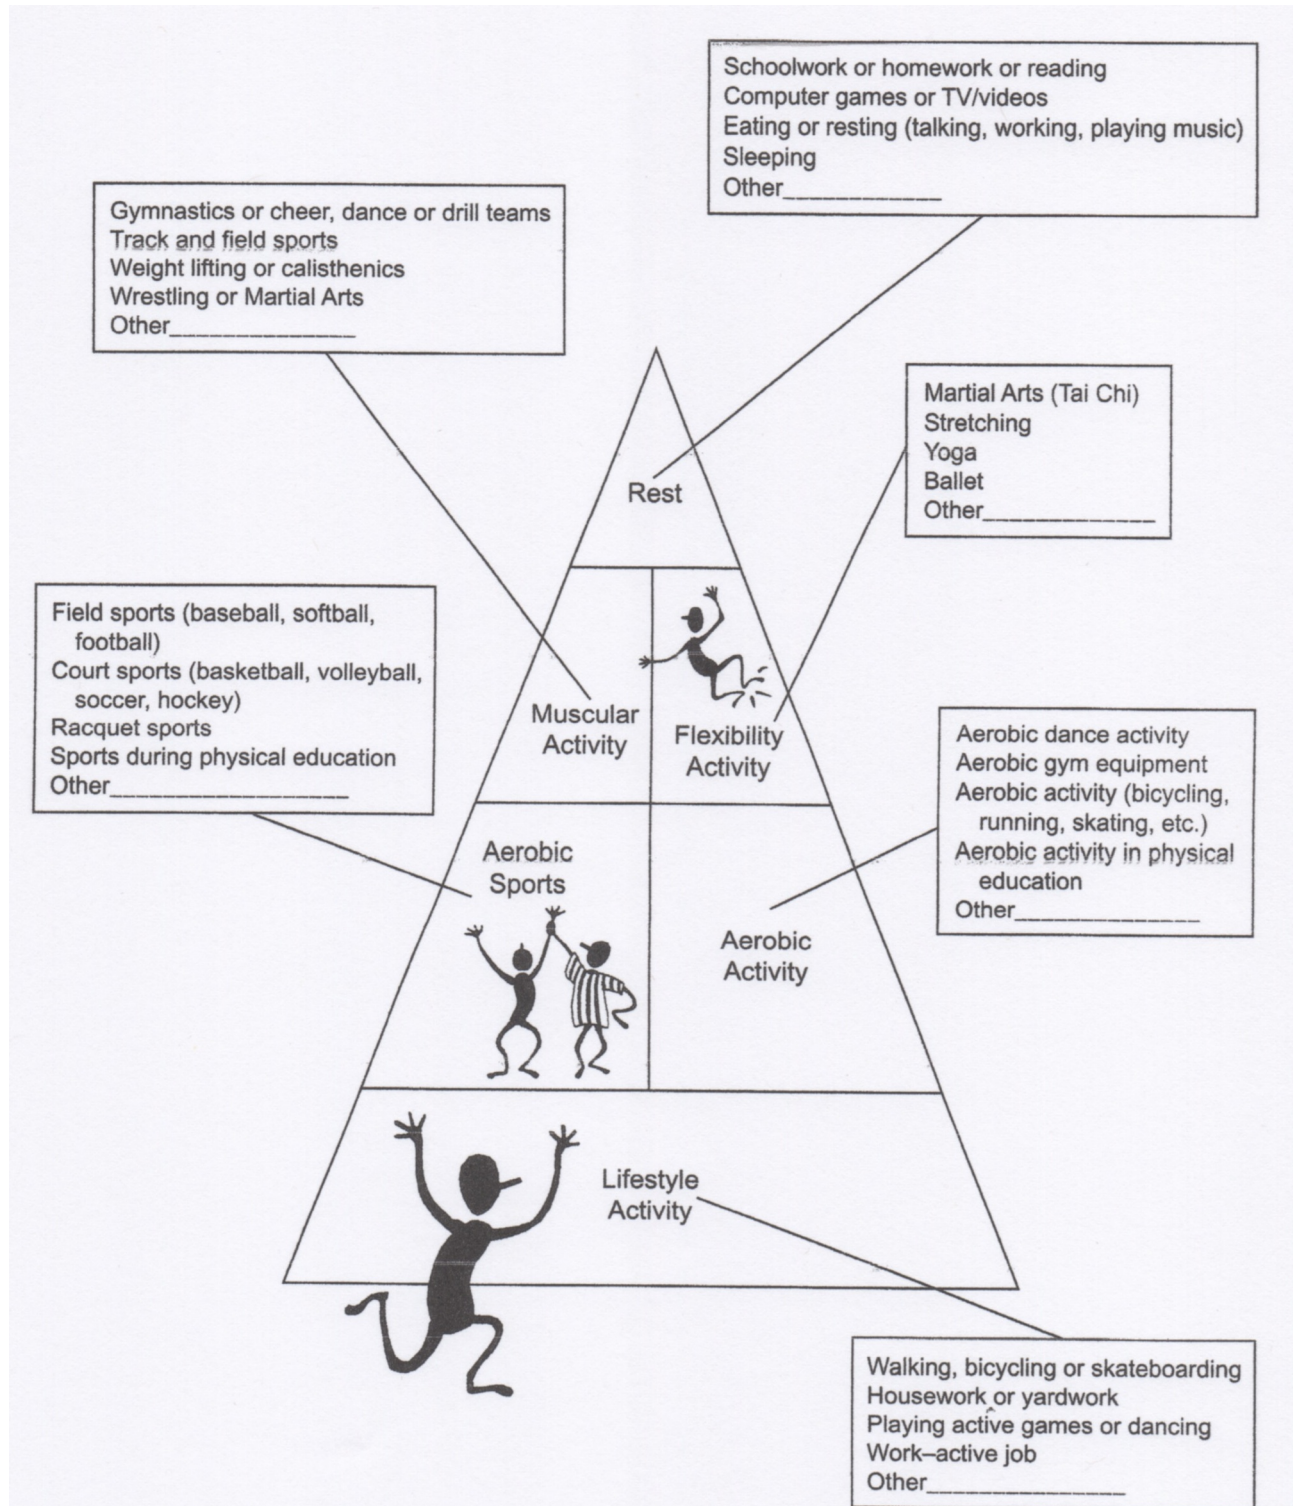 Schoolwork or homework or reading
Computer games or TV/videos
Eating or resting (talking, working, playing music)
Sleeping
Other____________
Gymnastics or cheer, dance or drill teams
Track and field sports
Weight lifting or calisthenics
Wrestling or Martial Arts
Other______________
Martial Arts (Tai Chi)
Stretching
Yoga
Ballet
Other_____________
Rest
Field sports (baseball, softball,
football)
Court sports (basketball, volleyball,
soccer, hockey)
Racquet sports
Sports during physical education
Other__________________
Muscular
Activity
Flexibility
Activity
Aerobic dance activity
Aerobic gym equipment
Aerobic activity (bicycling,
running, skating, etc.)
Aerobic activity in physical
education
Other______________
Aerobic
Sports
Aerobic
Activity
Lifestyle
Activity
Walking, bicycling or skateboarding
Housework or yardwork
Playing active games or dancing
Work–active job
Other_______________